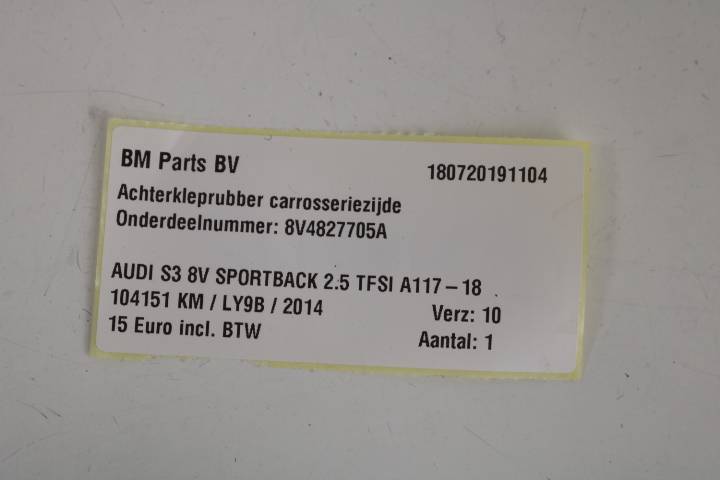 BM Parts BV 180720191104
Achterkleprubber carrosseriezijde
Onderdeelnummer: 8V4827705A
AUDI S3 8V SPORTBACK 2.5 TFSI A117-18
104151 KM / LY9B / 2014 Verz: 10
15 Euro incl. BTW Aantal: 1